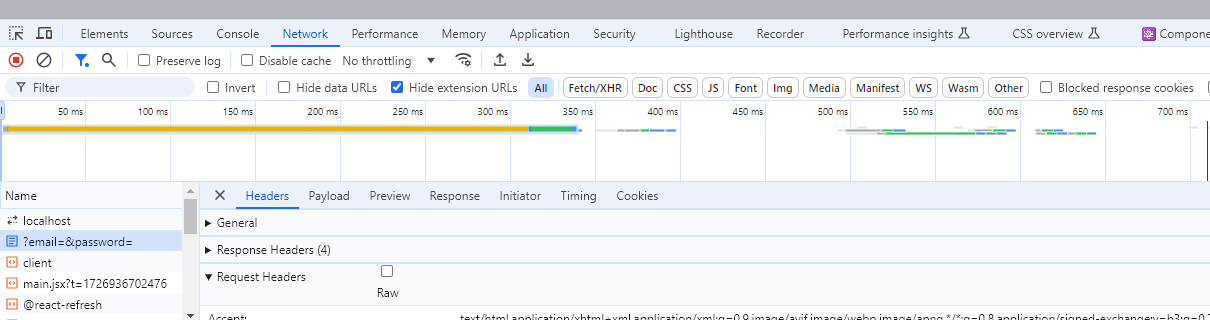 Elements Sources Console Network Performance Memory Application Security Lighthouse Recorder Performance insights CSS overview Compone
Preserve log Disable cache No throttling
Filter Invert Hide data URLs Hide extension URLs All Fetch/XHR Doc CSS JS Font Img Media Manifest WS Wasm Other Blocked response cookies
50 ms 100 ms 150 ms 200 ms 250 ms 300 ms 350 ms 400 ms 450 ms 500 ms 550 ms 600 ms 650 ms 700 ms
Name Headers Payload Preview Response Initiator Timing Cookies
localhost General
?email=&password=
client Response Headers (4)
main.jsx?t=1726936702476 Request Headers
Raw
@react-refresh
Accept: text/html,application/xhtml+xml,application/xml;q=0.9,image/avif,image/webp,image/apng,*/*;q=0.8,application/signed-exchange;v=b3;q=0.7